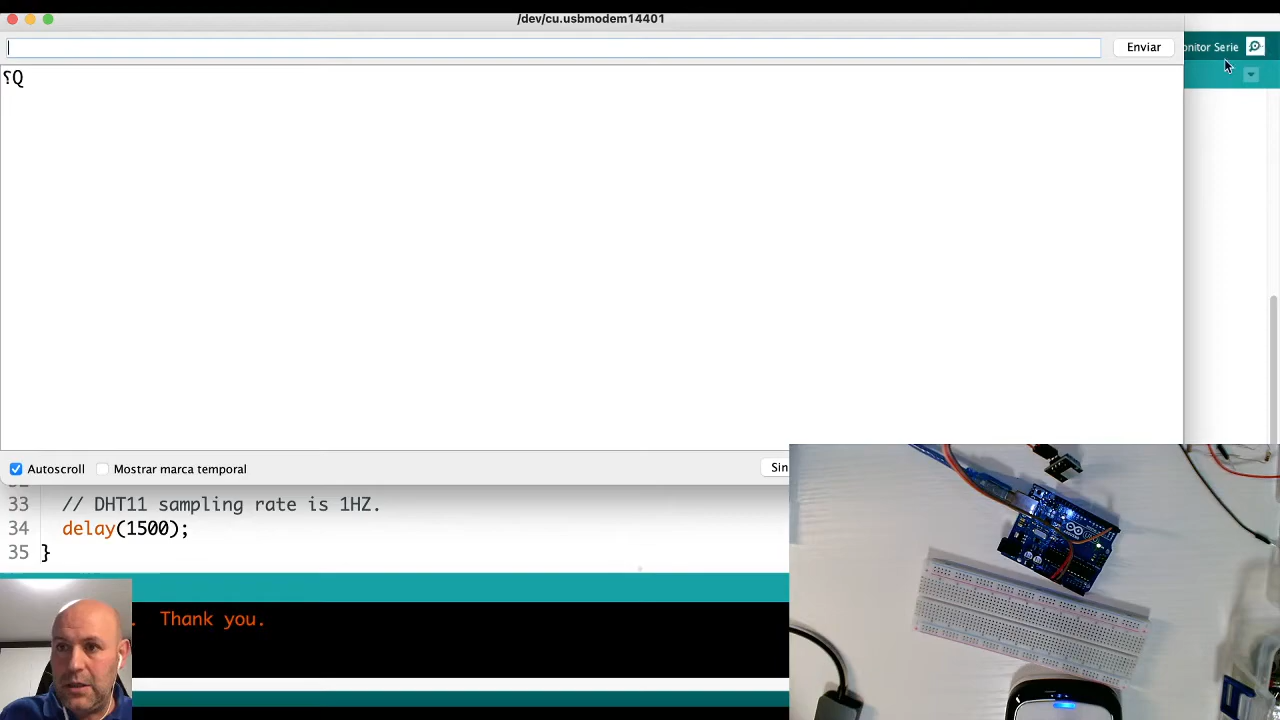 /dev/cu.usbmodem14401
Enviar
onitor Serie
⸮Q
Autoscroll
Mostrar marca temporal
Sin
33 // DHT11 sampling rate is 1HZ.
34 delay(1500);
35 }
. Thank you.